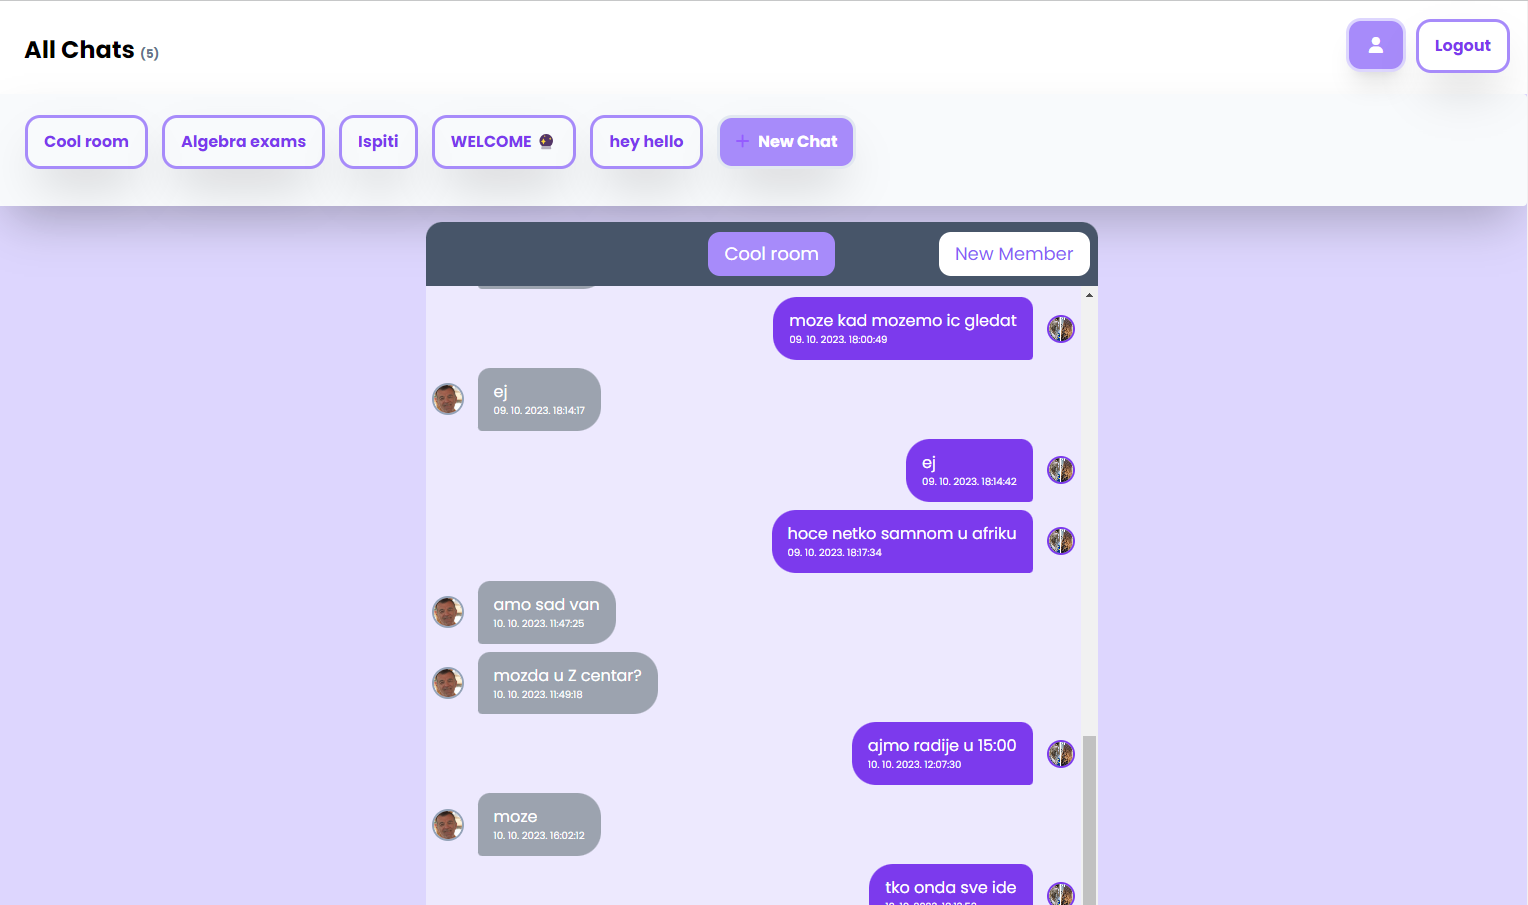 All Chats (5)
Logout
Cool room
Algebra exams
Ispiti
WELCOME 🔮
hey hello
+ New Chat
Cool room
New Member
moze kad mozemo ic gledat
09. 10. 2023. 18:00:49
ej
09. 10. 2023. 18:14:17
ej
09. 10. 2023. 18:14:42
hoce netko samnom u afriku
09. 10. 2023. 18:17:34
amo sad van
10. 10. 2023. 11:47:25
mozda u Z centar?
10. 10. 2023. 11:49:18
ajmo radije u 15:00
10. 10. 2023. 12:07:30
moze
10. 10. 2023. 16:02:12
tko onda sve ide